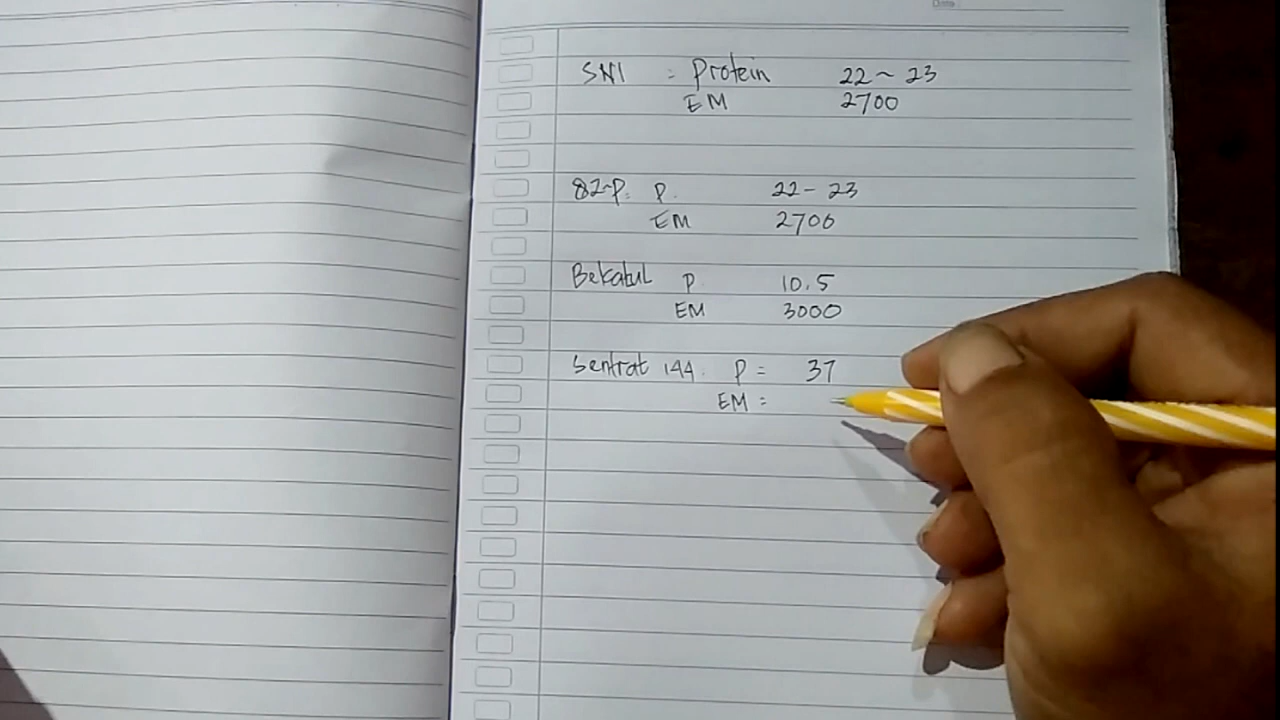 Date
SNI = Protein 22 ~ 23
EM 2700
82-P. P. 22 - 23
EM 2700
Bekatul P 10,5
EM 3000
Sentrat 144. P = 37
EM =